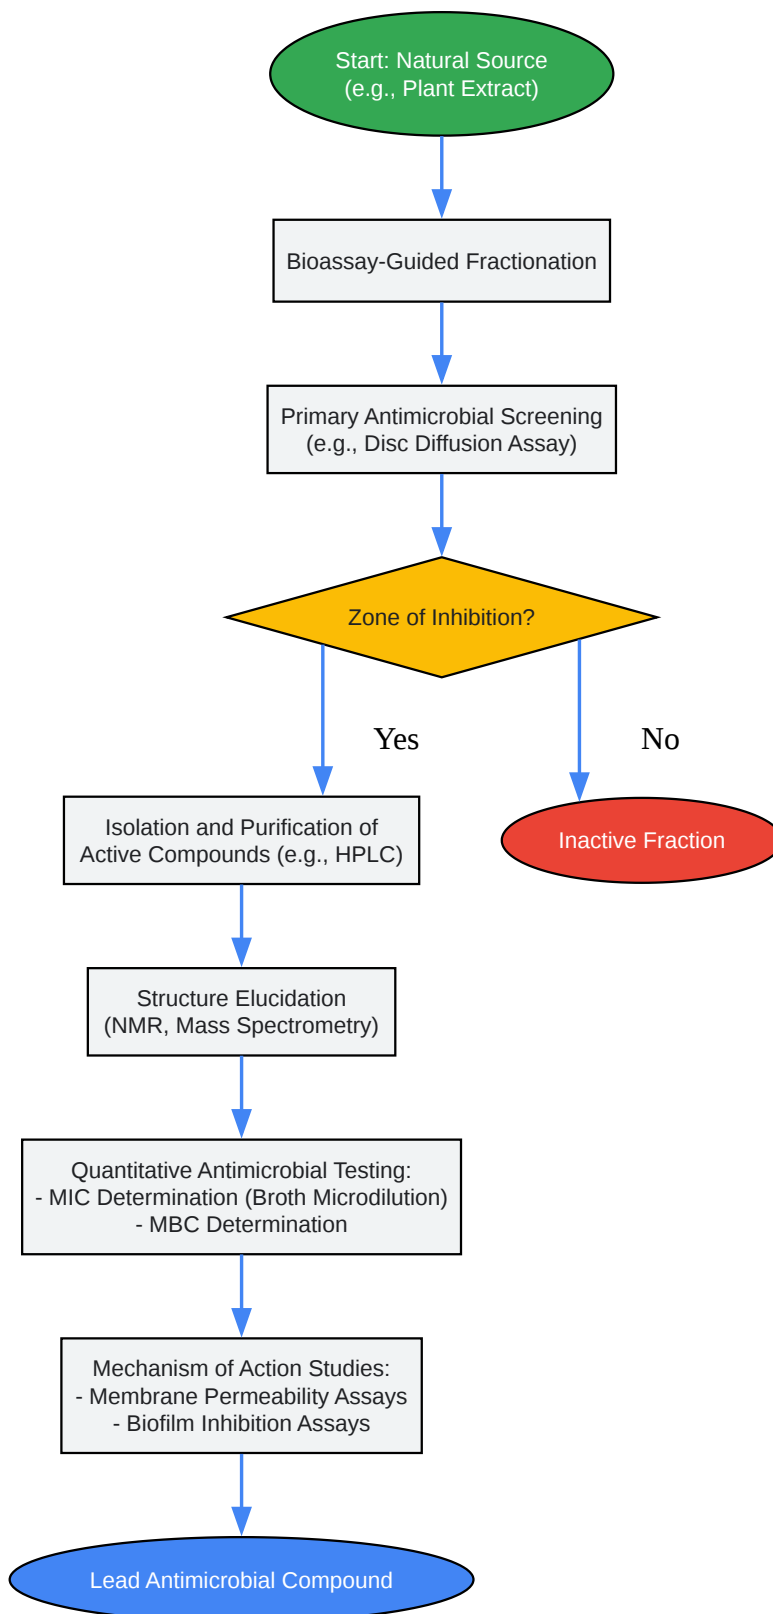 Start: Natural Source
(e.g., Plant Extract)
Bioassay-Guided Fractionation
Primary Antimicrobial Screening
(e.g., Disc Diffusion Assay)
Zone of Inhibition?
Yes
No
Isolation and Purification of
Active Compounds (e.g., HPLC)
Inactive Fraction
Structure Elucidation
(NMR, Mass Spectrometry)
Quantitative Antimicrobial Testing:
- MIC Determination (Broth Microdilution)
- MBC Determination
Mechanism of Action Studies:
- Membrane Permeability Assays
- Biofilm Inhibition Assays
Lead Antimicrobial Compound